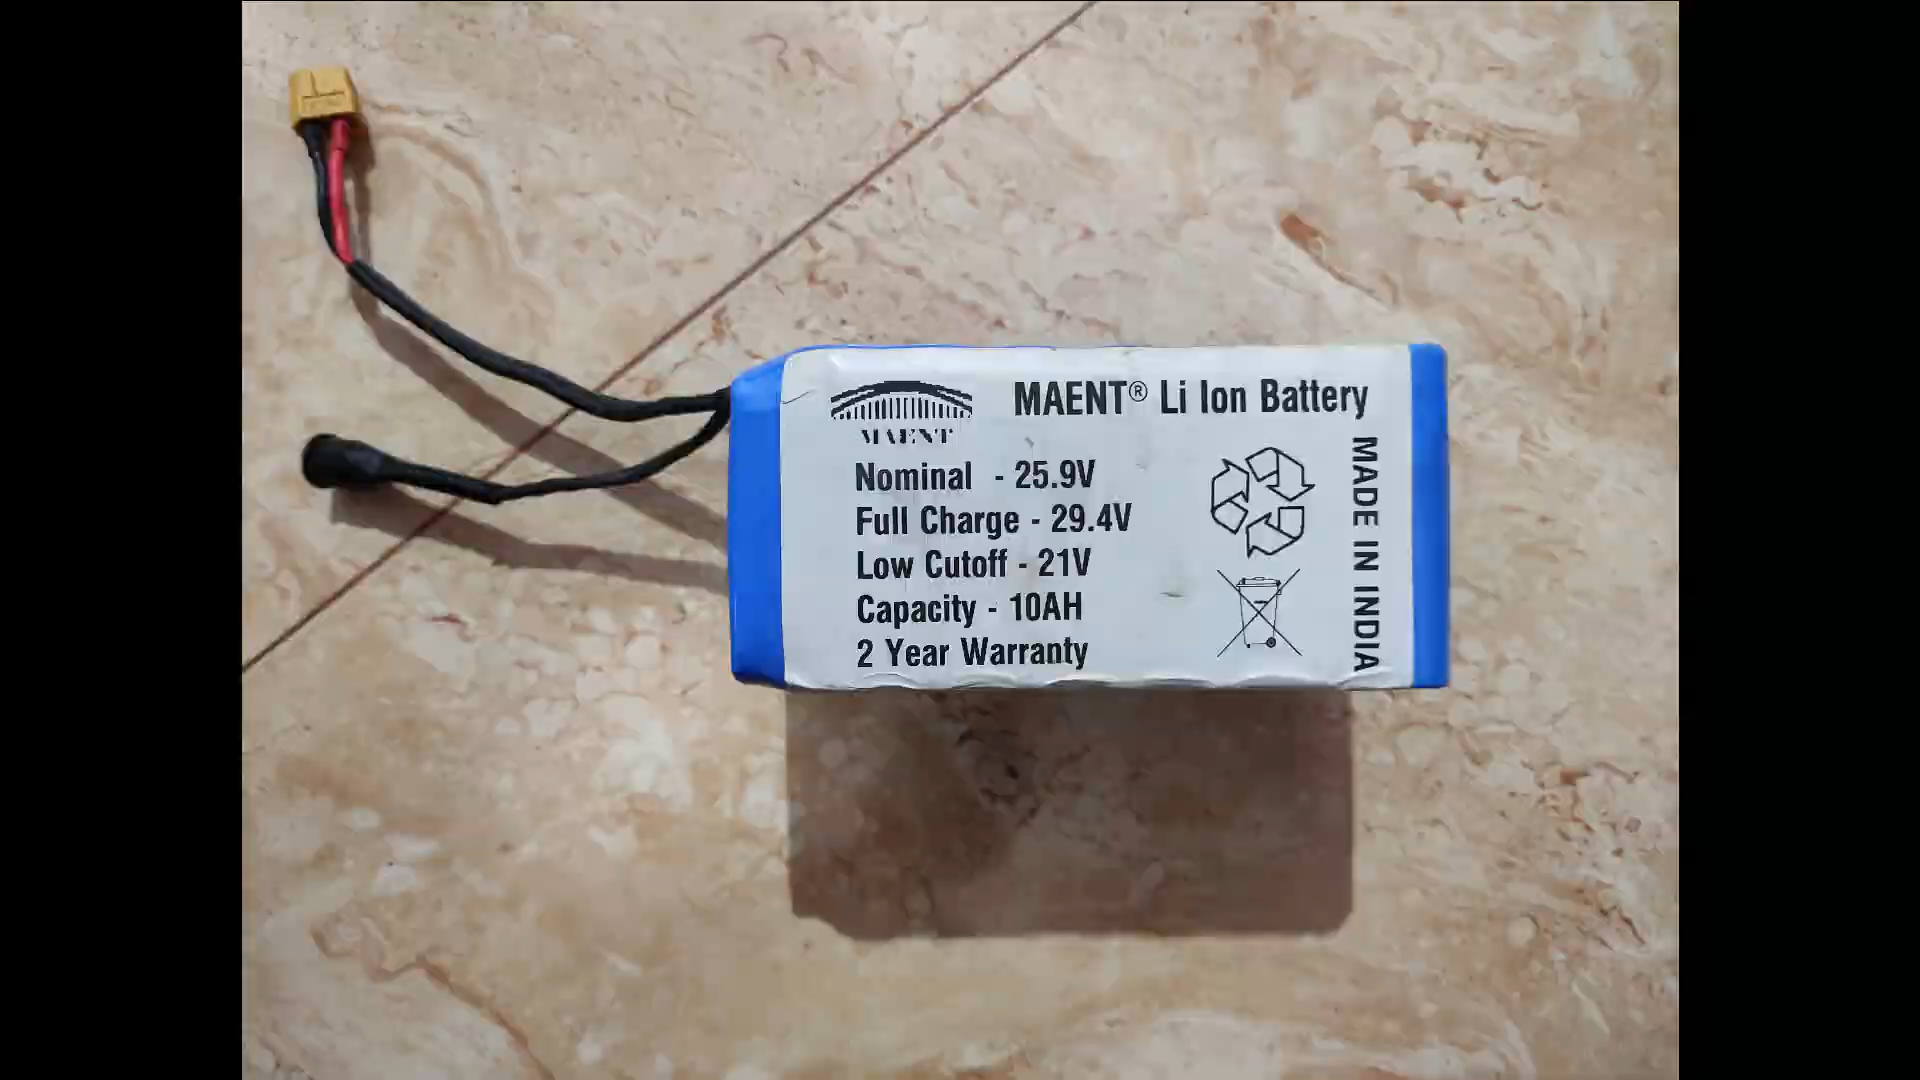 MAENT
MAENT® Li Ion Battery
Nominal - 25.9V
Full Charge - 29.4V
Low Cutoff - 21V
Capacity - 10AH
2 Year Warranty
MADE IN INDIA